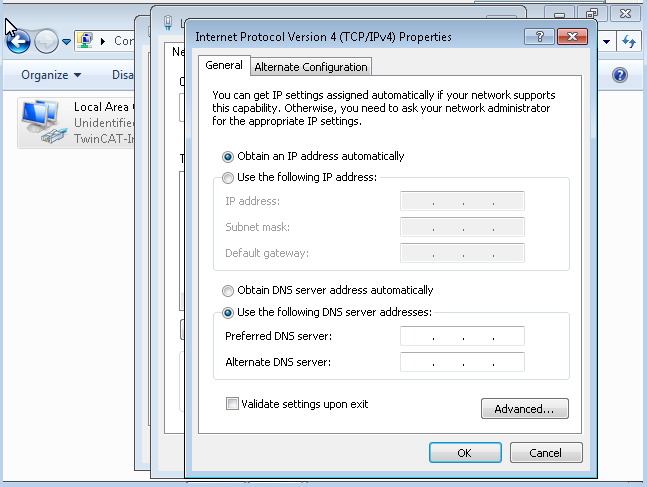 Internet Protocol Version 4 (TCP/IPv4) Properties
Organize
General
Alternate Configuration
You can get IP settings assigned automatically if your network supports
this capability. Otherwise, you need to ask your network administrator
for the appropriate IP settings.
Local Area
Obtain an IP address automatically
Use the following IP address:
IP address:
Subnet mask:
Default gateway:
Obtain DNS server address automatically
Use the following DNS server addresses:
Preferred DNS server:
Alternate DNS server:
Validate settings upon exit
Advanced...
OK
Cancel